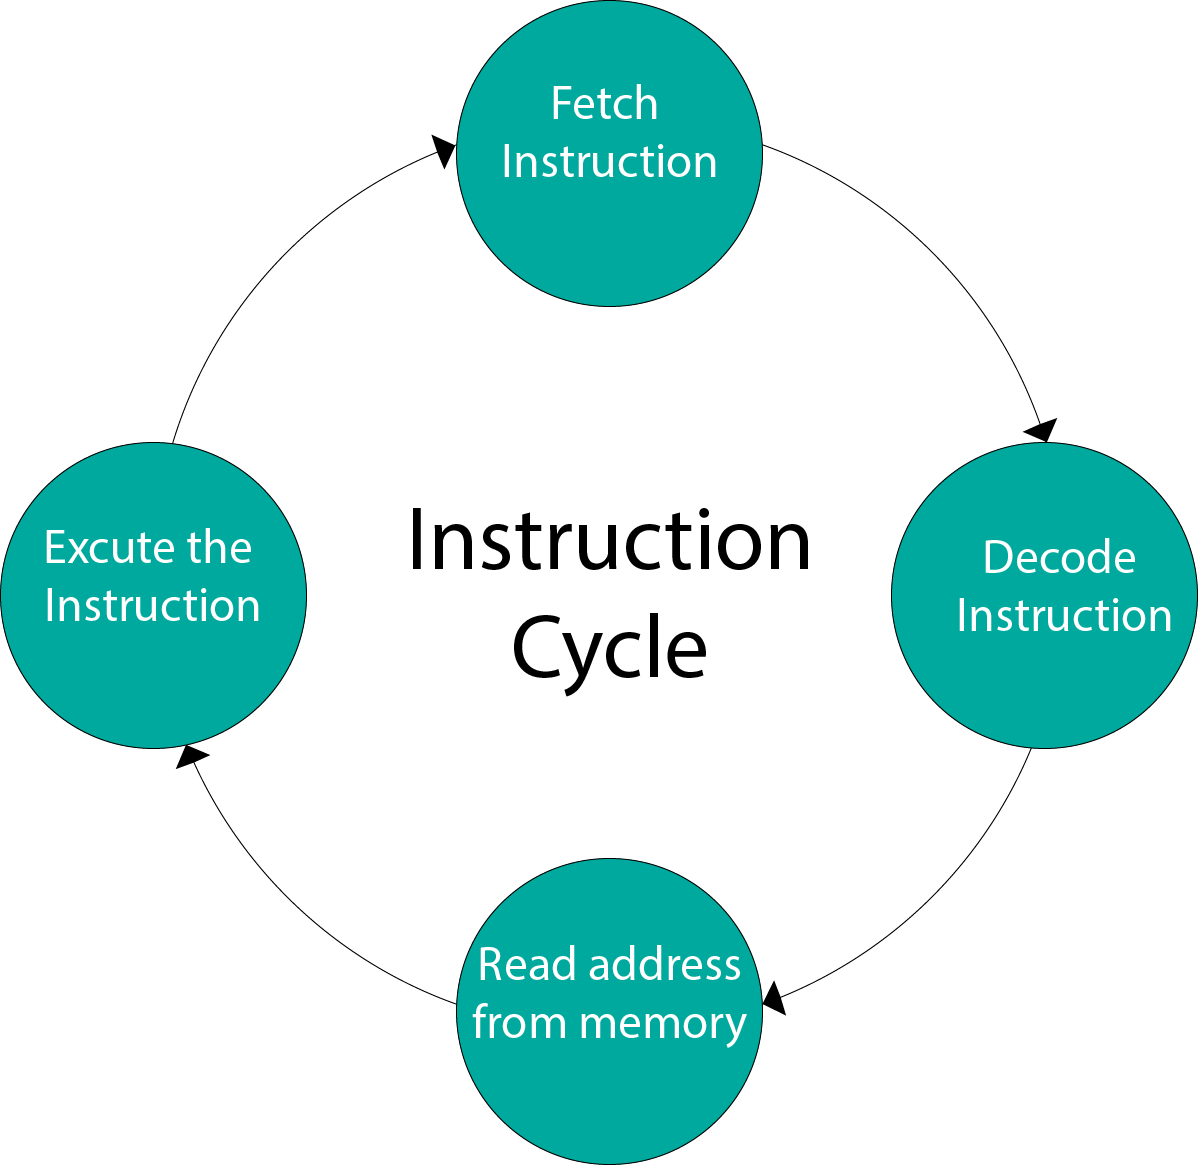 Fetch
Instruction
Excute the
Instruction
Instruction
Cycle
Decode
Instruction
Read address
from memory